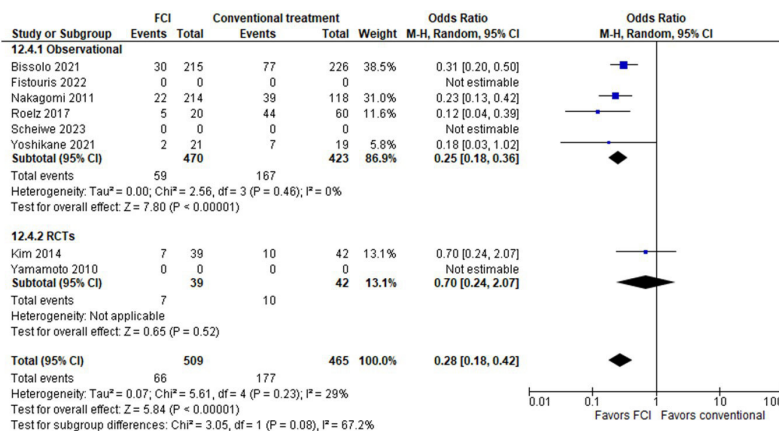 FCI Conventional treatment Odds Ratio Odds Ratio
Study or Subgroup Events Total Events Total Weight M-H, Random, 95% CI M-H, Random, 95% CI
12.4.1 Observational
Bissolo 2021 30 215 77 226 38.5% 0.31 [0.20, 0.50]
Fistouris 2022 0 0 0 0 Not estimable
Nakagomi 2011 22 214 39 118 31.0% 0.23 [0.13, 0.42]
Roelz 2017 5 20 44 60 11.6% 0.12 [0.04, 0.39]
Scheiwe 2023 0 0 0 0 Not estimable
Yoshikane 2021 2 21 7 19 5.8% 0.18 [0.03, 1.02]
Subtotal (95% CI) 470 423 86.9% 0.25 [0.18, 0.36]
Total events 59 167
Heterogeneity: Tau² = 0.00; Chi² = 2.56, df = 3 (P = 0.46); I² = 0%
Test for overall effect: Z = 7.80 (P < 0.00001)
12.4.2 RCTs
Kim 2014 7 39 10 42 13.1% 0.70 [0.24, 2.07]
Yamamoto 2010 0 0 0 0 Not estimable
Subtotal (95% CI) 39 42 13.1% 0.70 [0.24, 2.07]
Total events 7 10
Heterogeneity: Not applicable
Test for overall effect: Z = 0.65 (P = 0.52)
Total (95% CI) 509 465 100.0% 0.28 [0.18, 0.42]
Total events 66 177
Heterogeneity: Tau² = 0.07; Chi² = 5.61, df = 4 (P = 0.23); I² = 29%
Test for overall effect: Z = 5.84 (P < 0.00001)
Test for subgroup differences: Chi² = 3.05, df = 1 (P = 0.08), I² = 67.2%
0.01 0.1 1 10 100
Favors FCI Favors conventional